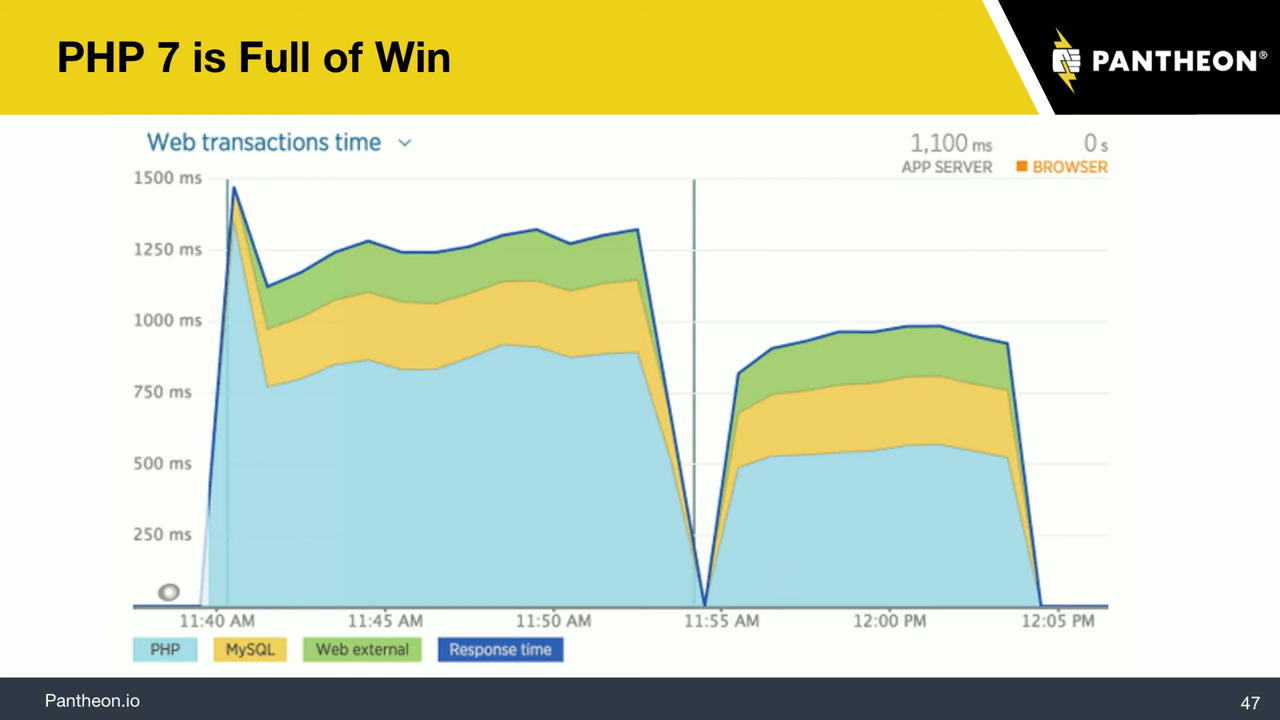 PHP 7 is Full of Win
PANTHEON®
Web transactions time
1,100 ms
APP SERVER
0 s
BROWSER
1500 ms
1250 ms
1000 ms
750 ms
500 ms
250 ms
11:40 AM 11:45 AM 11:50 AM 11:55 AM 12:00 PM 12:05 PM
PHP MySQL Web external Response time
Pantheon.io
47